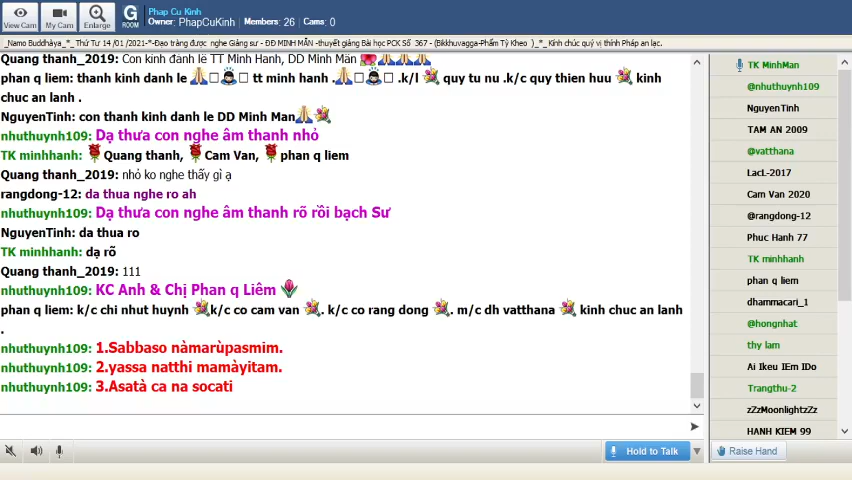 View Cam
My Cam
Enlarge
G
ROOM
Phap Cu Kinh
Owner: PhapCuKinh | Members: 26 | Cams: 0
_Namo Buddhàya_*_ Thứ Tư 14 /01 /2021-*-Đạo tràng được nghe Giảng sư - ĐĐ MINH MẪN -thuyết giảng Bài học PCK Số 367 - (Bikkhuvagga-Phẩm Tỳ Kheo )_*_ Kính chúc quý vị thính Pháp an lạc.
Quang thanh_2019: Con kính đảnh lễ TT Minh Hạnh, DD Minh Mẫn
phan q liem: thanh kinh danh le tt minh hanh . .k/l quy tu nu .k/c quy thien huu kinh
chuc an lanh .
NguyenTinh: con thanh kinh danh le DD Minh Man
nhuthuynh109: Dạ thưa con nghe âm thanh nhỏ
TK minhhanh: Quang thanh, Cam Van, phan q liem
Quang thanh_2019: nhỏ ko nghe thấy gì ạ
rangdong-12: da thua nghe ro ah
nhuthuynh109: Dạ thưa con nghe âm thanh rõ rồi bạch Sư
NguyenTinh: da thua ro
TK minhhanh: dạ rõ
Quang thanh_2019: 111
nhuthuynh109: KC Anh & Chị Phan q Liêm
phan q liem: k/c chi nhut huynh k/c co cam van . k/c co rang dong . m/c dh vatthana kinh chuc an lanh
.
nhuthuynh109: 1.Sabbaso nàmarùpasmim.
nhuthuynh109: 2.yassa natthi mamàyitam.
nhuthuynh109: 3.Asatà ca na socati
Hold to Talk
TK MinhMan
@nhuthuynh109
NguyenTinh
TAM AN 2009
@vatthana
LacL-2017
Cam Van 2020
@rangdong-12
Phuc Hanh 77
TK minhhanh
phan q liem
dhammacari_1
@hongnhat
thy lam
Ai Ikeu IEm IDo
Trangthu-2
zZzMoonlightzZz
HANH KIEM 99
Raise Hand